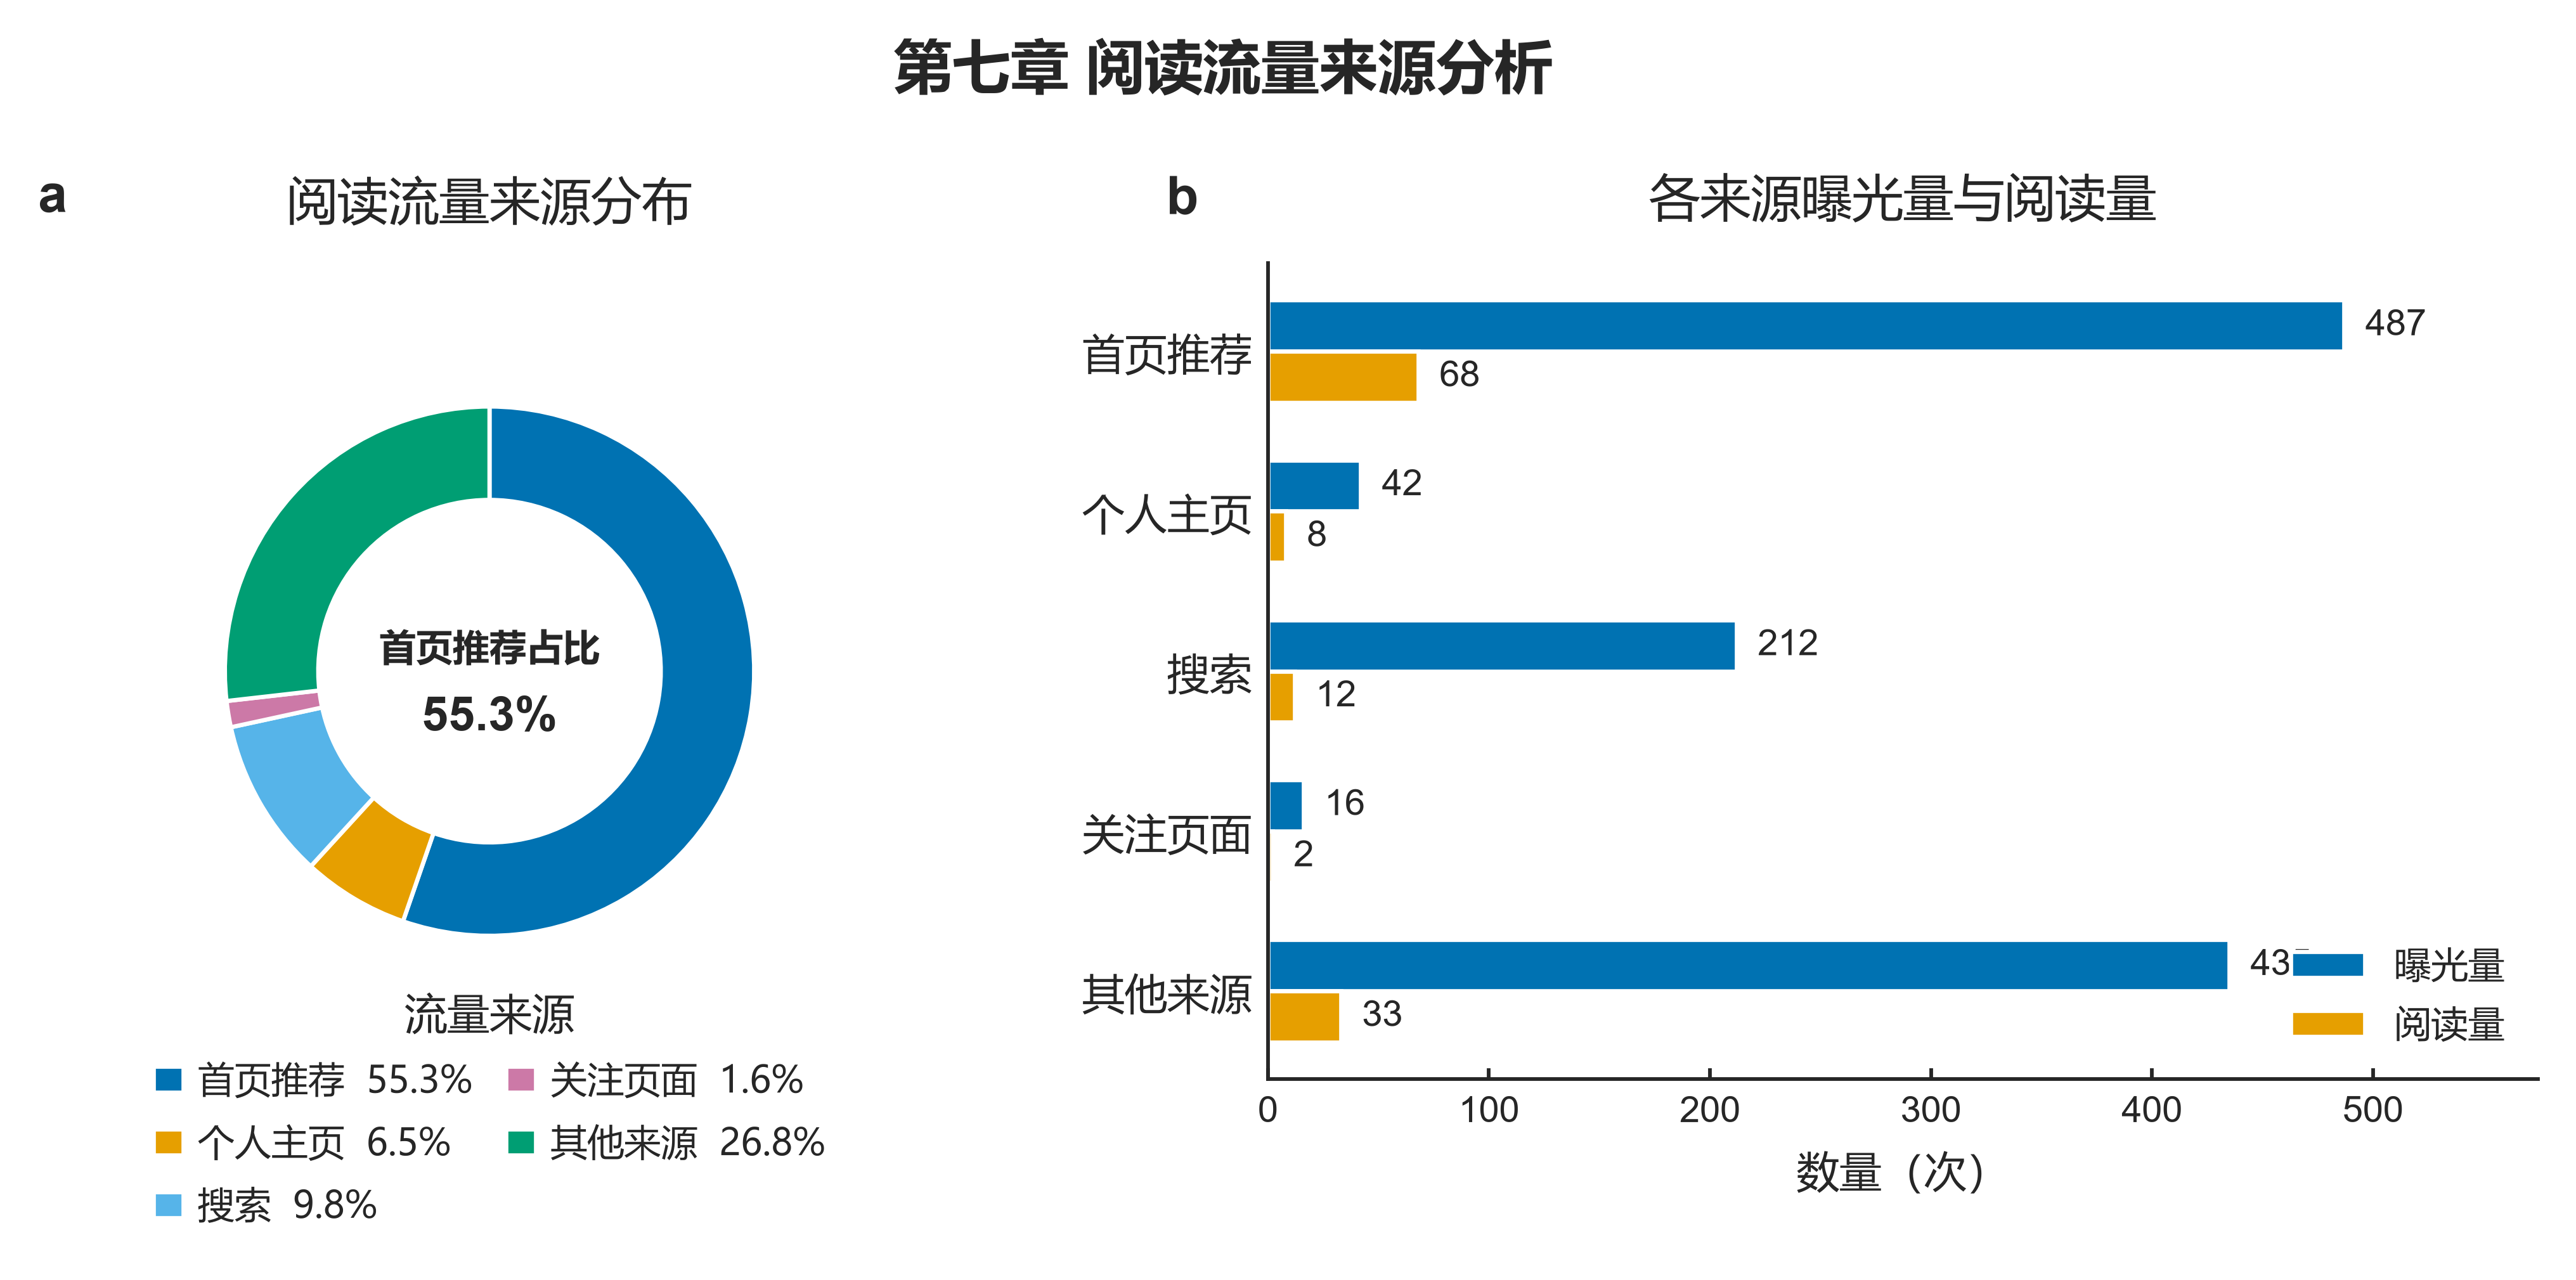 第七章 阅读流量来源分析
a
阅读流量来源分布
首页推荐占比
55.3%
流量来源
首页推荐 55.3%
个人主页 6.5%
搜索 9.8%
关注页面 1.6%
其他来源 26.8%
b
各来源曝光量与阅读量
首页推荐
487
68
个人主页
42
8
搜索
212
12
关注页面
16
2
其他来源
33
曝光量
阅读量
0 100 200 300 400 500
数量（次）